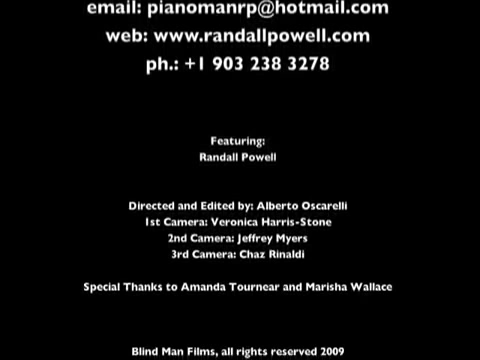 email: pianomanrp@hotmail.com
web: www.randallpowell.com
ph.: +1 903 238 3278
Featuring:
Randall Powell
Directed and Edited by: Alberto Oscarelli
1st Camera: Veronica Harris-Stone
2nd Camera: Jeffrey Myers
3rd Camera: Chaz Rinaldi
Special Thanks to Amanda Tournear and Marisha Wallace
Blind Man Films, all rights reserved 2009